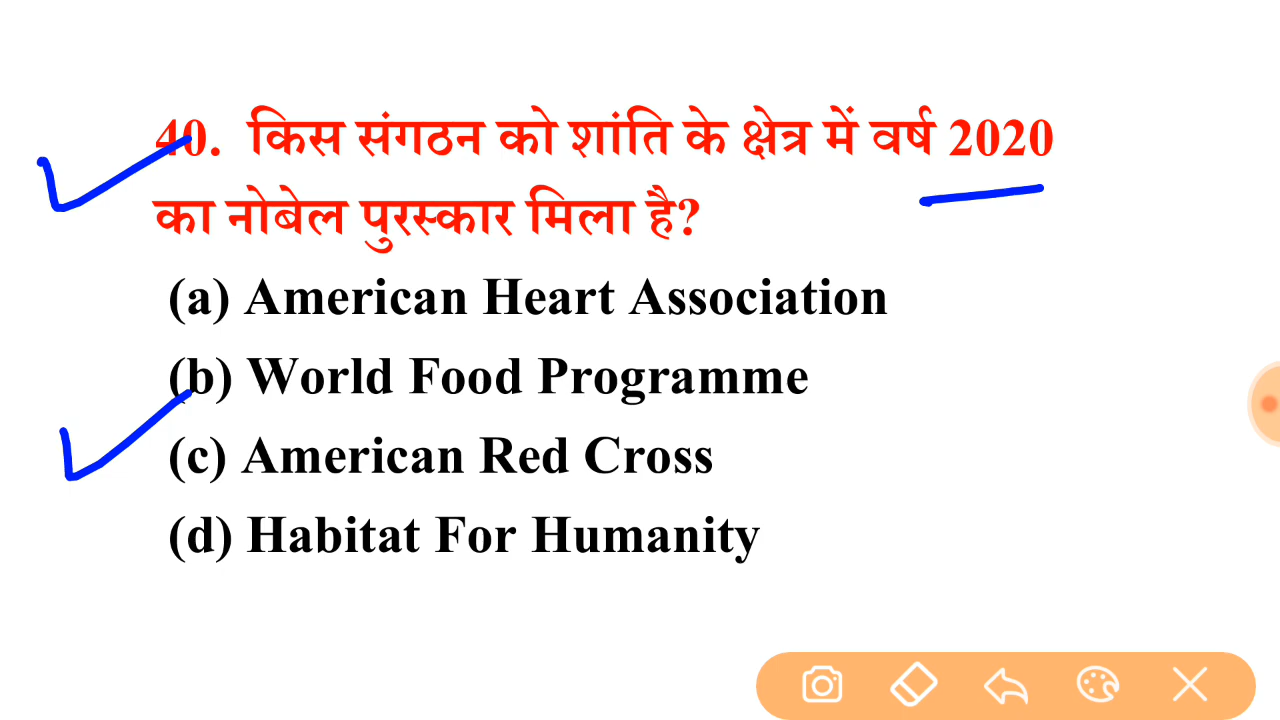 40. किस संगठन को शांति के क्षेत्र में वर्ष 2020
का नोबेल पुरस्कार मिला है?
(a) American Heart Association
(b) World Food Programme
(c) American Red Cross
(d) Habitat For Humanity